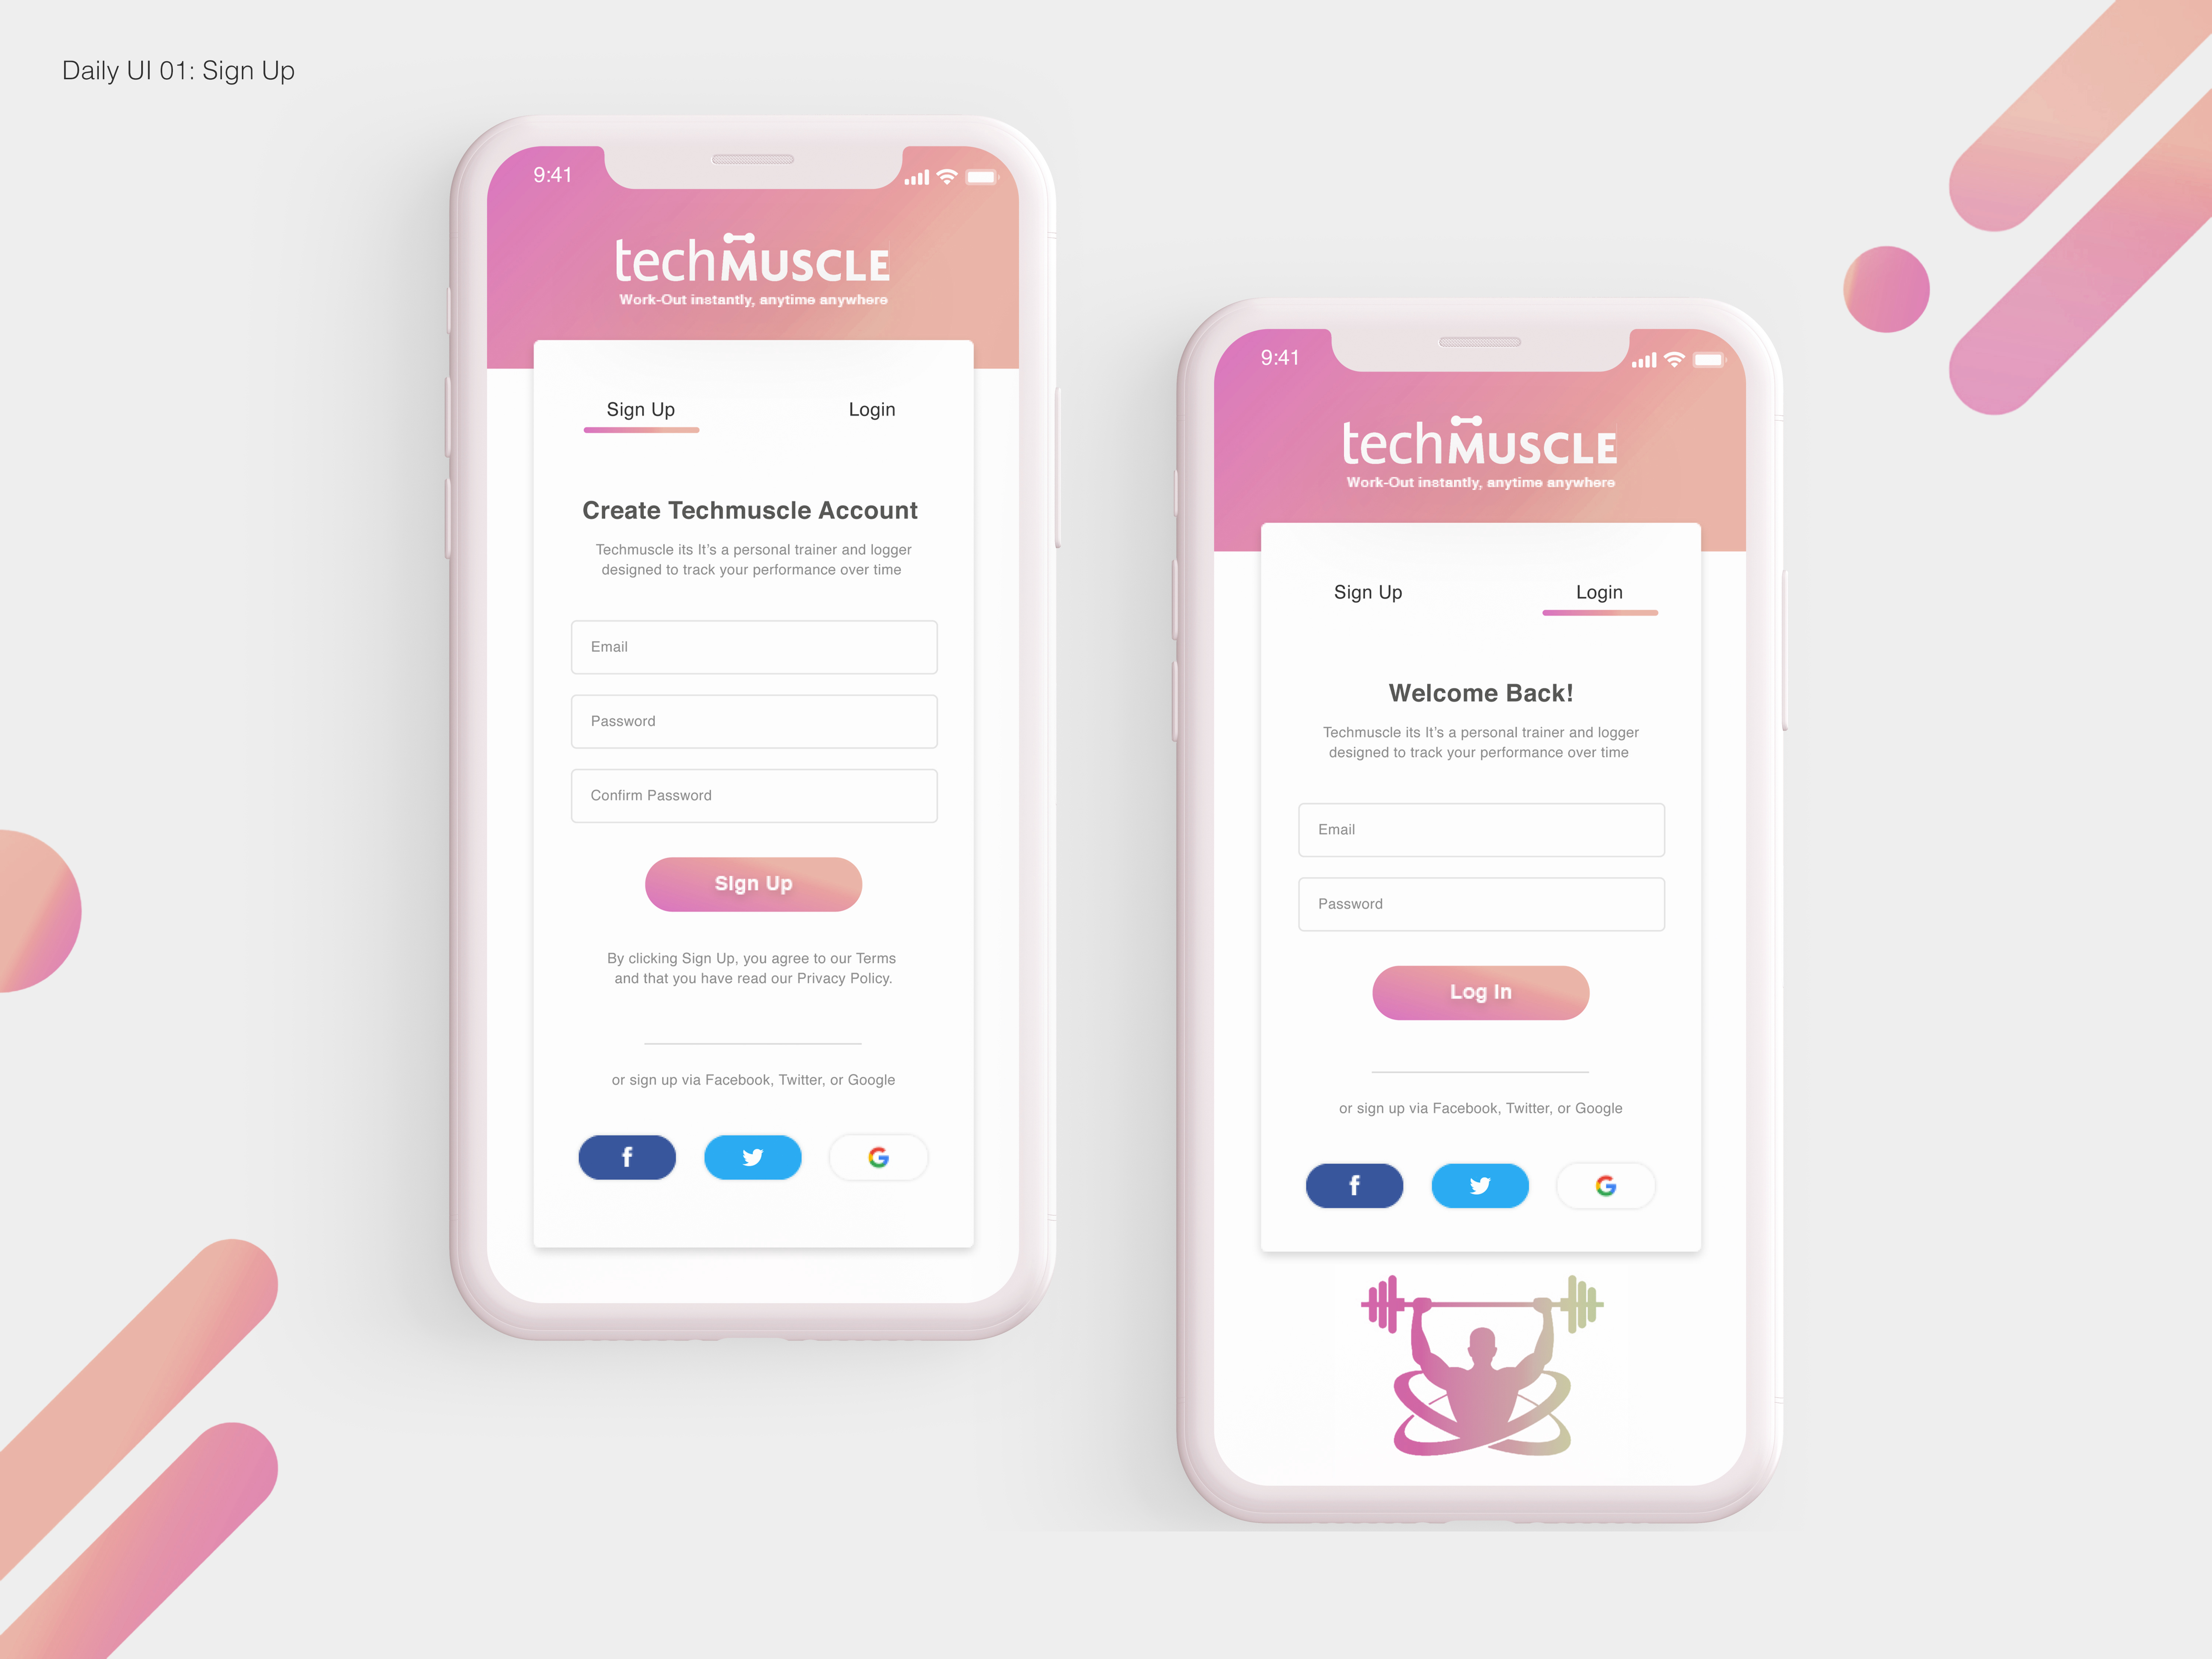 Daily UI 01: Sign Up
9:41
techMUSCLE
Work-Out instantly, anytime anywhere
Sign Up
Login
Create Techmuscle Account
Techmuscle its It's a personal trainer and logger
designed to track your performance over time
Email
Password
Confirm Password
Sign Up
By clicking Sign Up, you agree to our Terms
and that you have read our Privacy Policy.
or sign up via Facebook, Twitter, or Google
f
G
9:41
techMUSCLE
Work-Out instantly, anytime anywhere
Sign Up
Login
Welcome Back!
Techmuscle its It's a personal trainer and logger
designed to track your performance over time
Email
Password
Log In
or sign up via Facebook, Twitter, or Google
f
G